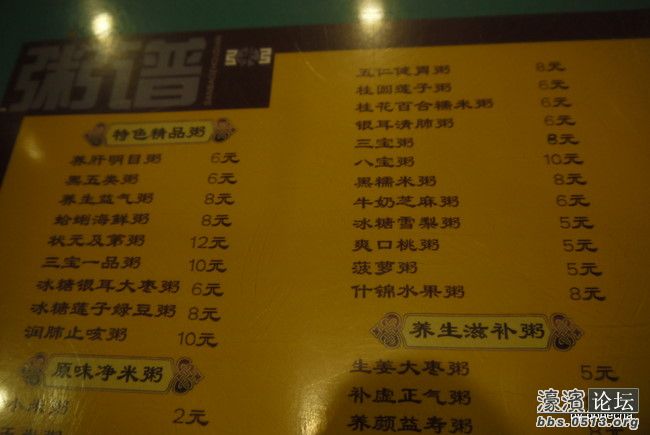 粥谱
特色精品粥
养肝明目粥 6元
黑五类粥 6元
养生益气粥 8元
蛤蜊海鲜粥 8元
状元及第粥 12元
三宝一品粥 10元
冰糖银耳大枣粥 6元
冰糖莲子绿豆粥 8元
润肺止咳粥 10元
原味净米粥
小米粥 2元
五仁健胃粥 8元
桂圆莲子粥 6元
桂花百合糯米粥 6元
银耳清肺粥 6元
三宝粥 8元
八宝粥 10元
黑糯米粥 8元
牛奶芝麻粥 6元
冰糖雪梨粥 5元
爽口桃粥 5元
菠萝粥 5元
什锦水果粥 8元
养生滋补粥
生姜大枣粥 5元
补虚正气粥
养颜益寿粥
濠滨论坛
bbs.0513.org